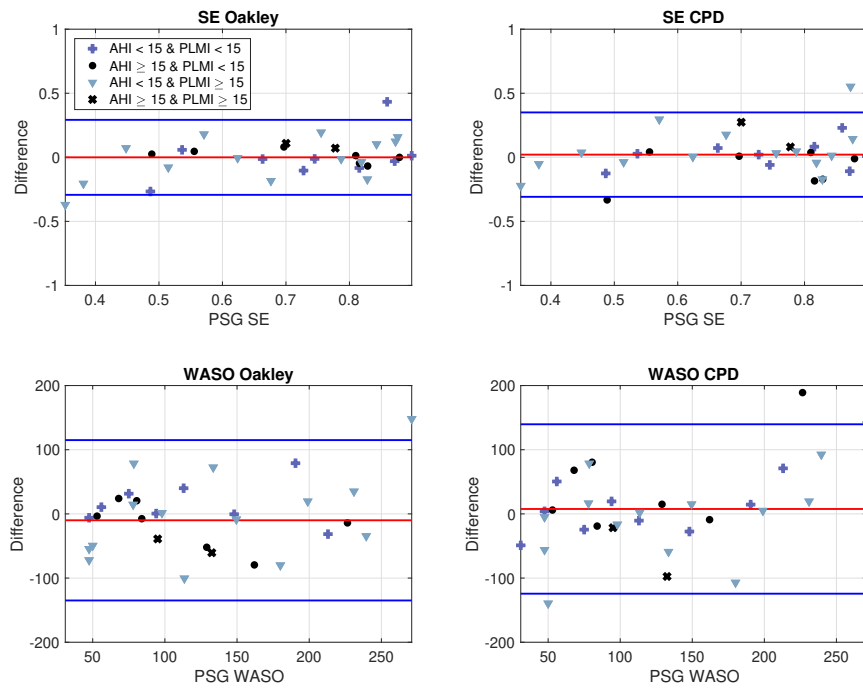 SE Oakley
1
0.5
0
-0.5
-1
Difference
AHI < 15 & PLMI < 15
AHI ≥ 15 & PLMI < 15
AHI < 15 & PLMI ≥ 15
AHI ≥ 15 & PLMI ≥ 15
0.4 0.5 0.6 0.7 0.8
PSG SE
SE CPD
1
0.5
0
-0.5
-1
Difference
0.4 0.5 0.6 0.7 0.8
PSG SE
WASO Oakley
200
100
0
-100
-200
Difference
50 100 150 200 250
PSG WASO
WASO CPD
200
100
0
-100
-200
Difference
50 100 150 200 250
PSG WASO